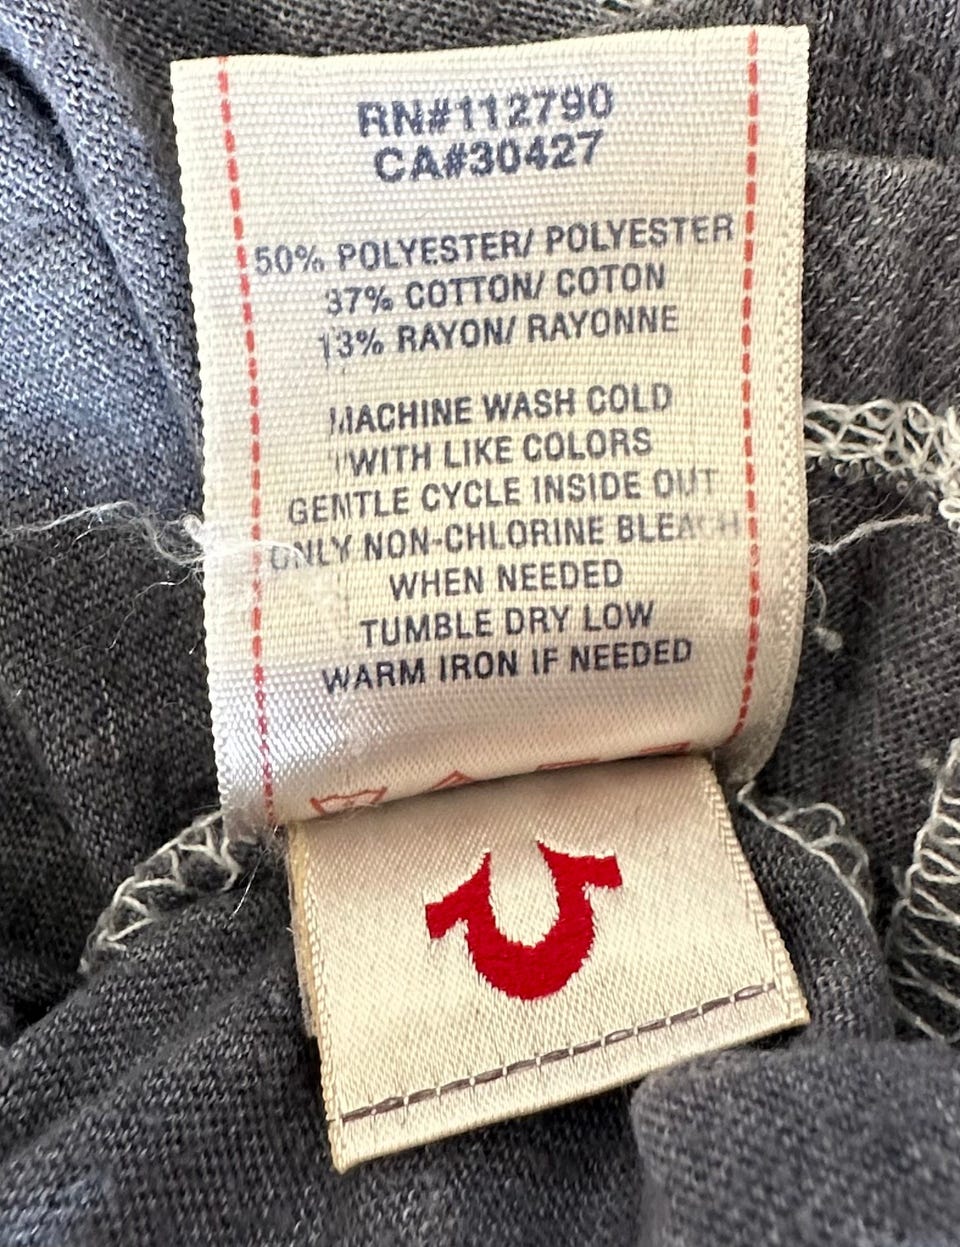 RN#112790
CA#30427
50% POLYESTER/ POLYESTER
37% COTTON/ COTON
13% RAYON/ RAYONNE
MACHINE WASH COLD
WITH LIKE COLORS
GENTLE CYCLE INSIDE OUT
ONLY NON-CHLORINE BLEACH
WHEN NEEDED
TUMBLE DRY LOW
WARM IRON IF NEEDED